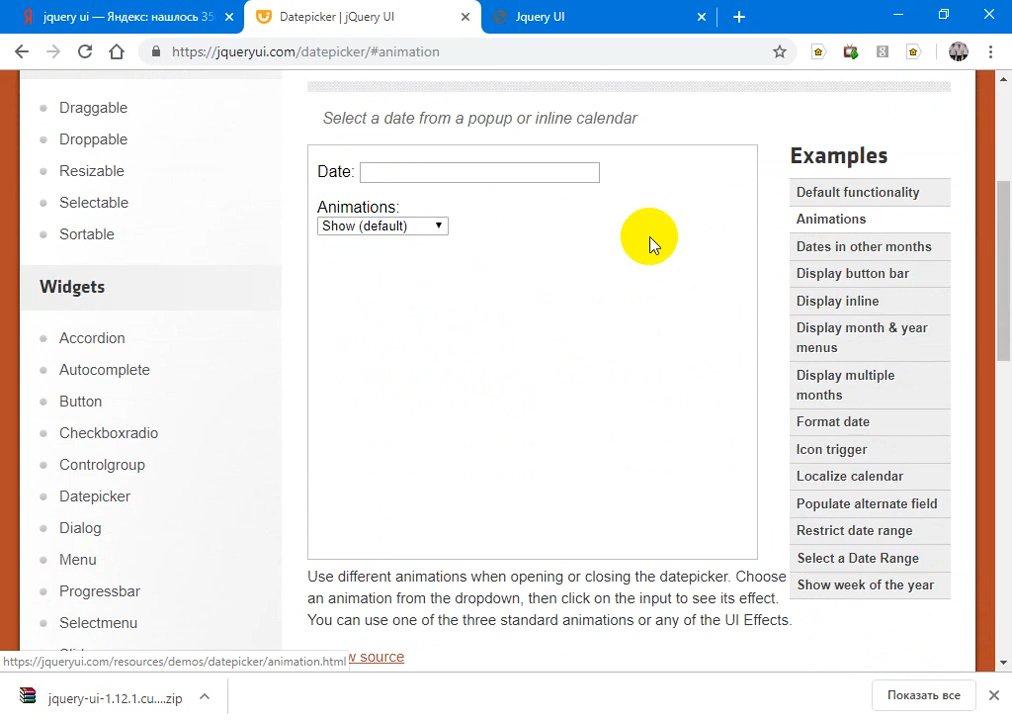 jquery ui — Яндекс: нашлось 35
Datepicker | jQuery UI
Jquery UI
https://jqueryui.com/datepicker/#animation
Draggable
Droppable
Resizable
Selectable
Sortable
Widgets
Accordion
Autocomplete
Button
Checkboxradio
Controlgroup
Datepicker
Dialog
Menu
Progressbar
Selectmenu
Select a date from a popup or inline calendar
Date:
Animations:
Show (default)
Use different animations when opening or closing the datepicker. Choose
an animation from the dropdown, then click on the input to see its effect.
You can use one of the three standard animations or any of the UI Effects.
w source
Examples
Default functionality
Animations
Dates in other months
Display button bar
Display inline
Display month & year
menus
Display multiple
months
Format date
Icon trigger
Localize calendar
Populate alternate field
Restrict date range
Select a Date Range
Show week of the year
https://jqueryui.com/resources/demos/datepicker/animation.html
jquery-ui-1.12.1.cu....zip
Показать все